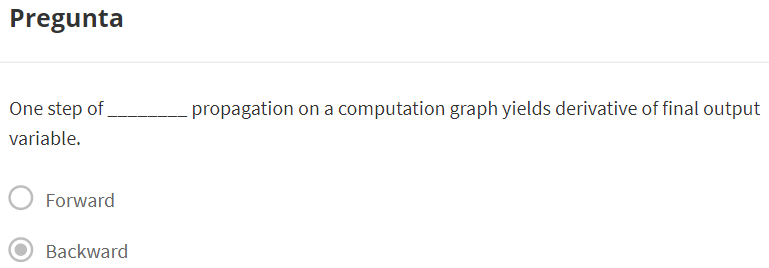 Pregunta
One step of ________ propagation on a computation graph yields derivative of final output
variable.
Forward
Backward